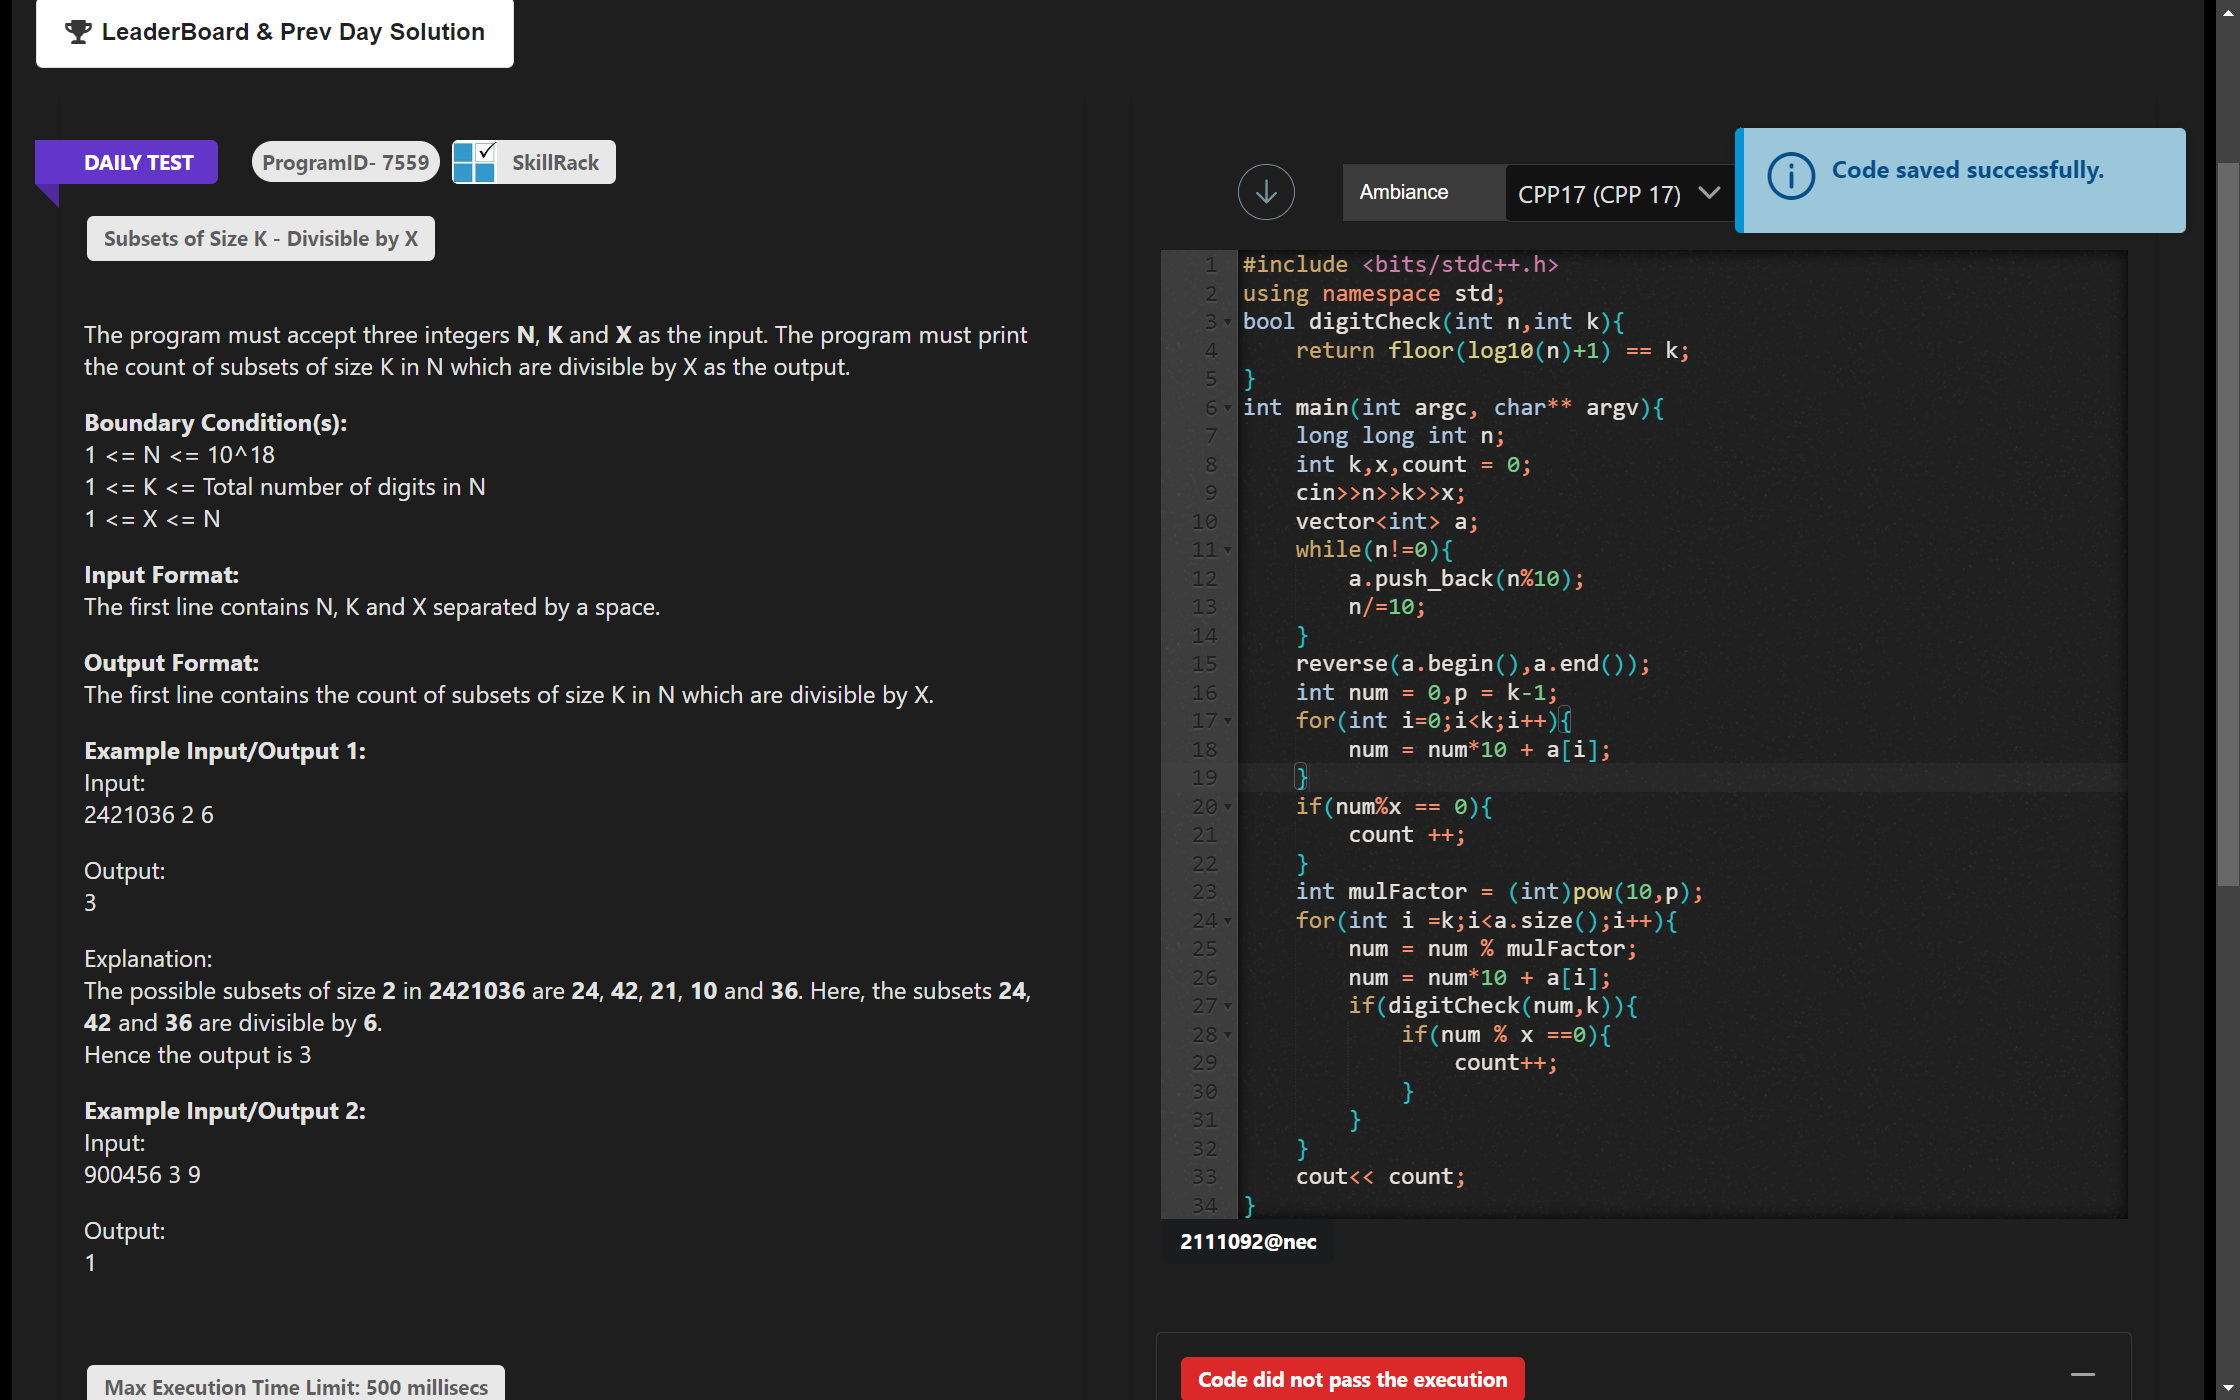 LeaderBoard & Prev Day Solution
DAILY TEST
ProgramID- 7559
SkillRack
Subsets of Size K - Divisible by X
The program must accept three integers N, K and X as the input. The program must print
the count of subsets of size K in N which are divisible by X as the output.
Boundary Condition(s):
1 <= N <= 10^18
1 <= K <= Total number of digits in N
1 <= X <= N
Input Format:
The first line contains N, K and X separated by a space.
Output Format:
The first line contains the count of subsets of size K in N which are divisible by X.
Example Input/Output 1:
Input:
2421036 2 6
Output:
3
Explanation:
The possible subsets of size 2 in 2421036 are 24, 42, 21, 10 and 36. Here, the subsets 24,
42 and 36 are divisible by 6.
Hence the output is 3
Example Input/Output 2:
Input:
900456 3 9
Output:
1
Max Execution Time Limit: 500 millisecs
Ambiance
CPP17 (CPP 17)
Code saved successfully.
1 #include <bits/stdc++.h>
2 using namespace std;
3 bool digitCheck(int n,int k){
4     return floor(log10(n)+1) == k;
5 }
6 int main(int argc, char** argv){
7     long long int n;
8     int k,x,count = 0;
9     cin>>n>>k>>x;
10     vector<int> a;
11     while(n!=0){
12         a.push_back(n%10);
13         n/=10;
14     }
15     reverse(a.begin(),a.end());
16     int num = 0,p = k-1;
17     for(int i=0;i<k;i++){
18         num = num*10 + a[i];
19     }
20     if(num%x == 0){
21         count ++;
22     }
23     int mulFactor = (int)pow(10,p);
24     for(int i =k;i<a.size();i++){
25         num = num % mulFactor;
26         num = num*10 + a[i];
27         if(digitCheck(num,k)){
28             if(num % x ==0){
29                 count++;
30             }
31         }
32     }
33     cout<< count;
34 }
2111092@nec
Code did not pass the execution